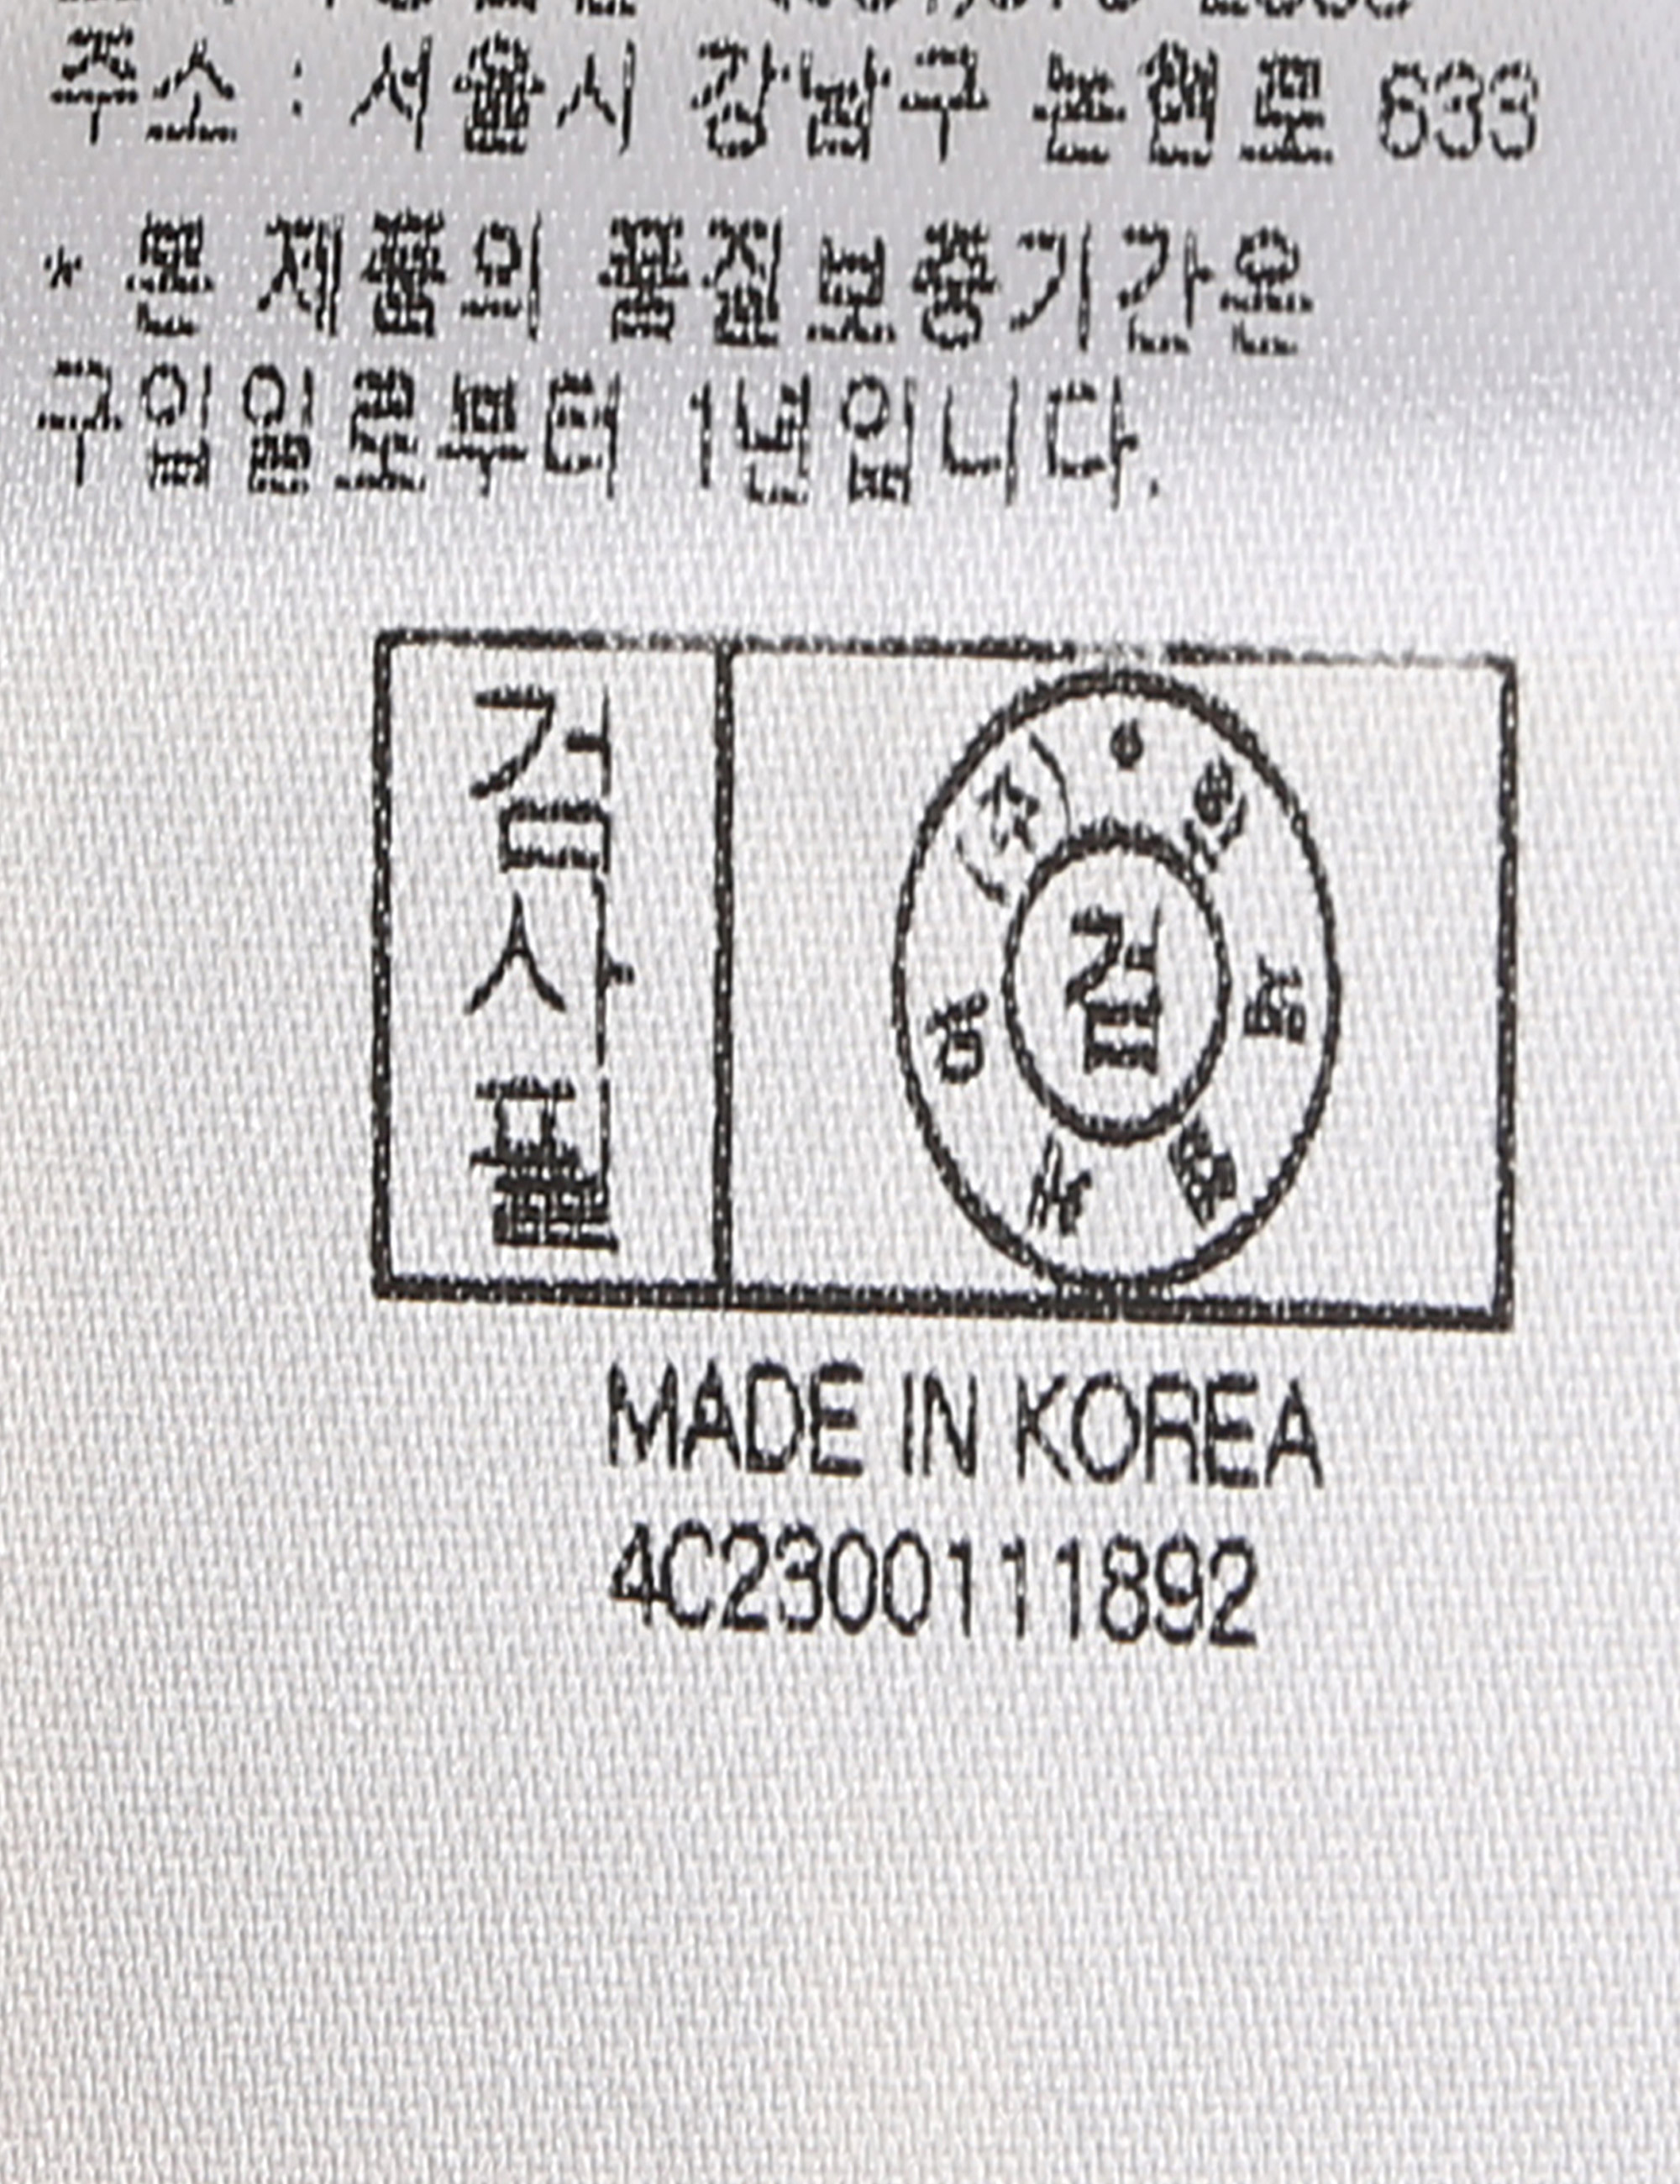 주소 : 서울시 강남구 논현로 633
* 본 제품의 품질보증기간은
구입일로부터 1년입니다.
검사필
(주)이
검
MADE IN KOREA
4C2300111892